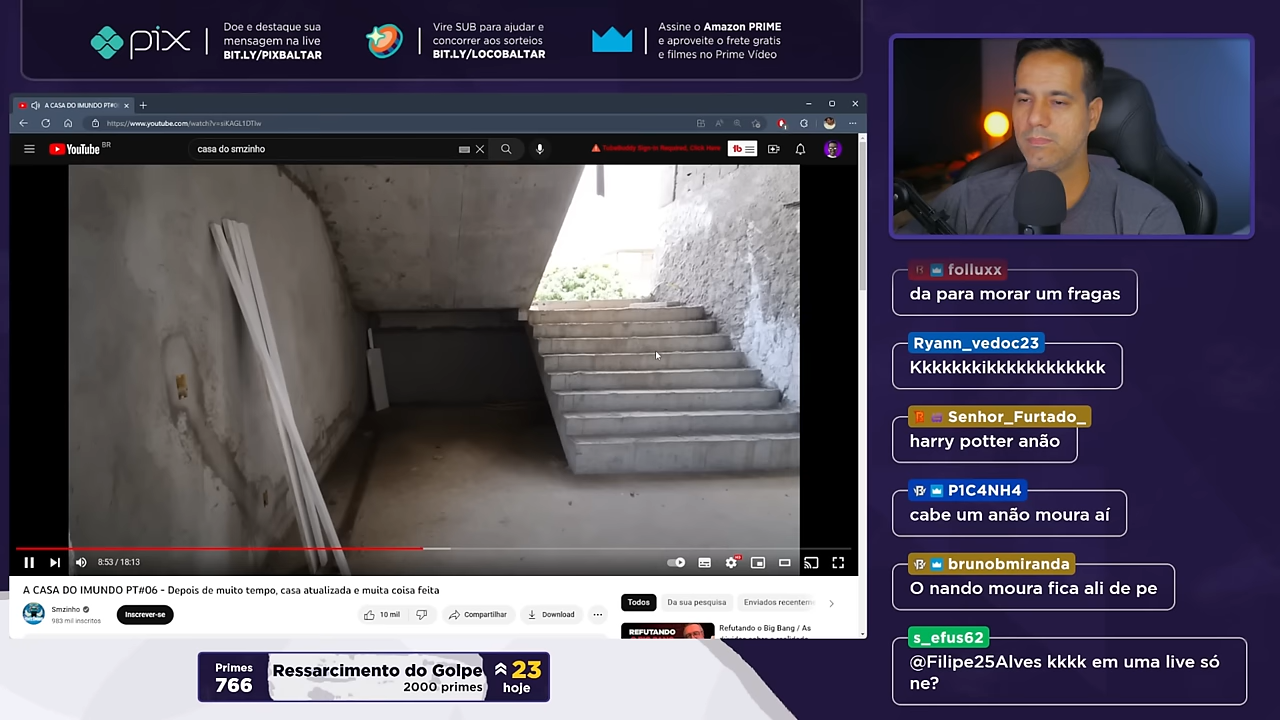 pix
Doe e destaque sua
mensagem na live
BIT.LY/PIXBALTAR
Vire SUB para ajudar e
concorrer aos sorteios
BIT.LY/LOCOBALTAR
Assine o Amazon PRIME
e aproveite o frete gratis
e filmes no Prime Vídeo
A CASA DO IMUNDO PT#0
YouTube BR
casa do smzinho
folluxx
da para morar um fragas
Ryann_vedoc23
Kkkkkkkikkkkkkkkkkk
Senhor_Furtado_
harry potter anão
P1C4NH4
cabe um anão moura aí
brunobmiranda
O nando moura fica ali de pe
s_efus62
@Filipe25Alves kkkk em uma live só
ne?
8:53 / 18:13
A CASA DO IMUNDO PT#06 - Depois de muito tempo, casa atualizada e muita coisa feita
Smzinho
983 mil inscritos
Inscrever-se
10 mil
Compartilhar
Download
Todos
Da sua pesquisa
Enviados recentem
REFUTANDO
Refutando o Big Bang / As
Primes
766
Ressarcimento do Golpe
2000 primes
23
hoje